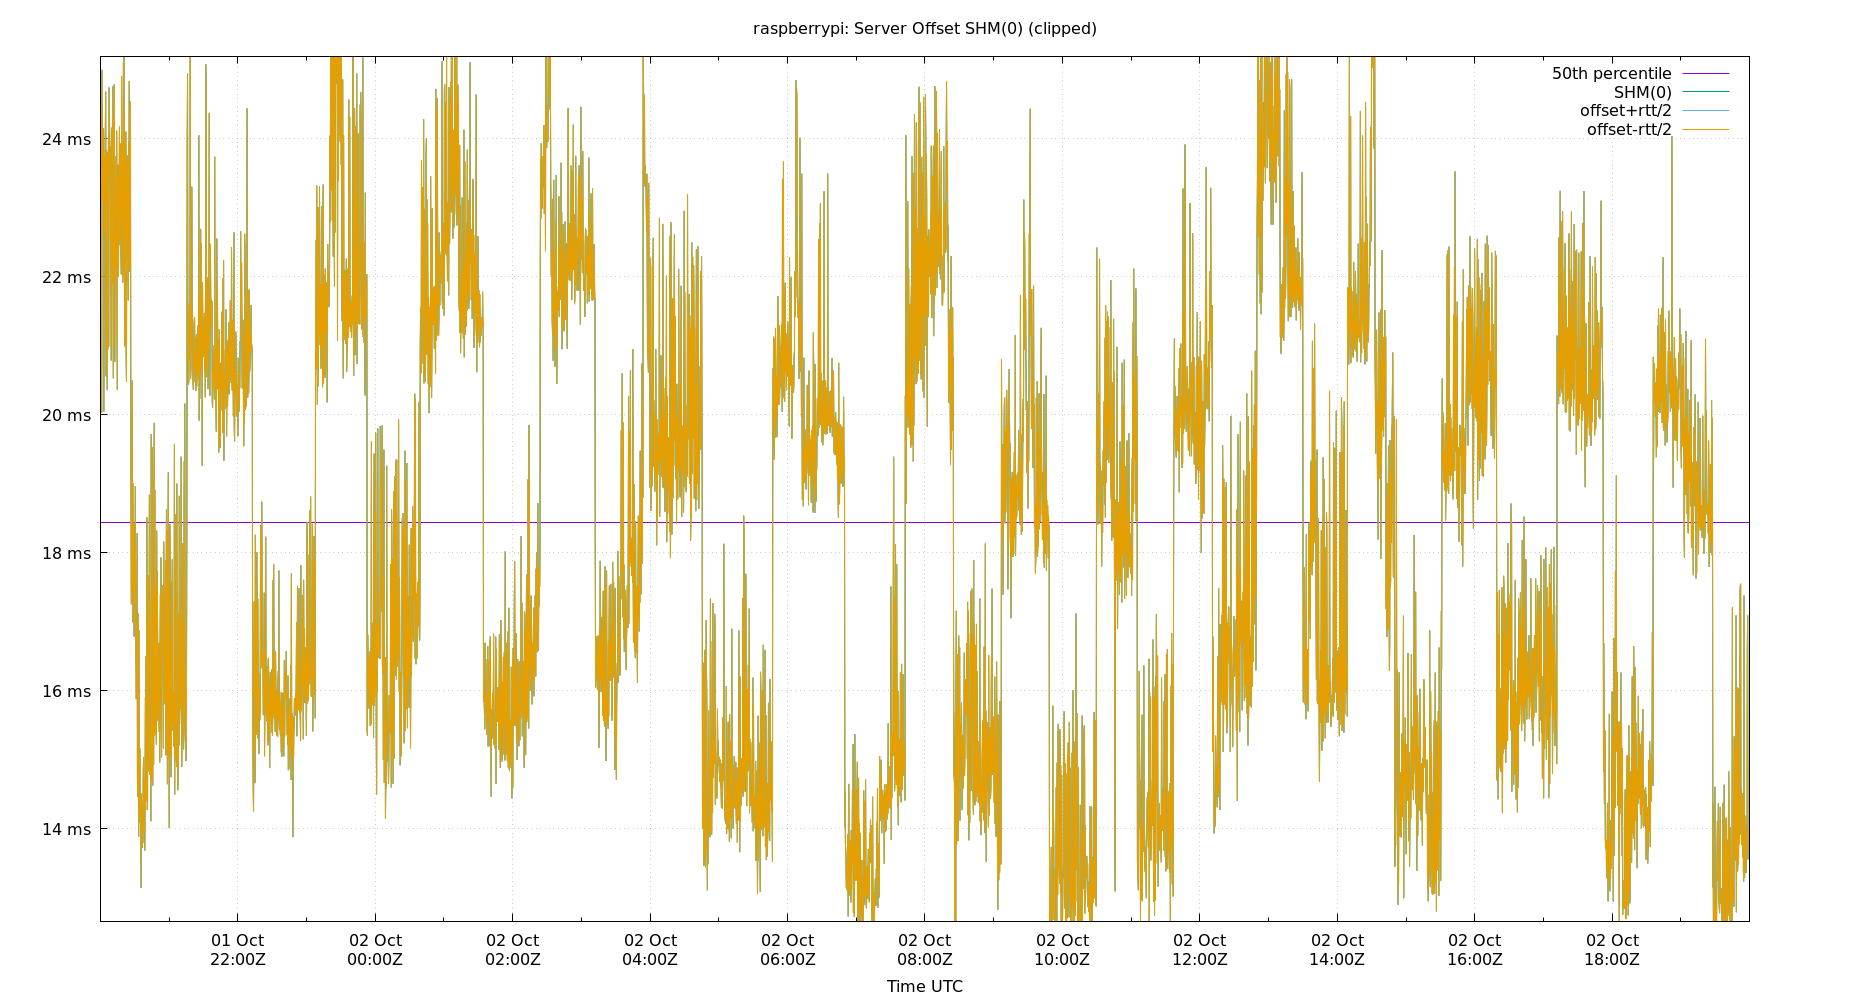 raspberrypi: Server Offset SHM(0) (clipped)
50th percentile
SHM(0)
offset+rtt/2
offset-rtt/2
24 ms
22 ms
20 ms
18 ms
16 ms
14 ms
01 Oct 02 Oct 02 Oct 02 Oct 02 Oct 02 Oct 02 Oct 02 Oct 02 Oct 02 Oct 02 Oct
22:00Z 00:00Z 02:00Z 04:00Z 06:00Z 08:00Z 10:00Z 12:00Z 14:00Z 16:00Z 18:00Z
Time UTC